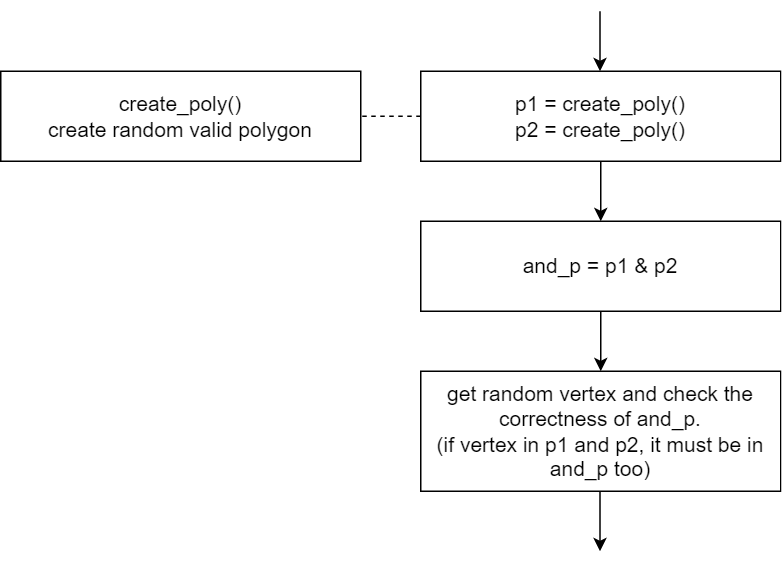 create_poly()
create random valid polygon
p1 = create_poly()
p2 = create_poly()
and_p = p1 & p2
get random vertex and check the
correctness of and_p.
(if vertex in p1 and p2, it must be in
and_p too)